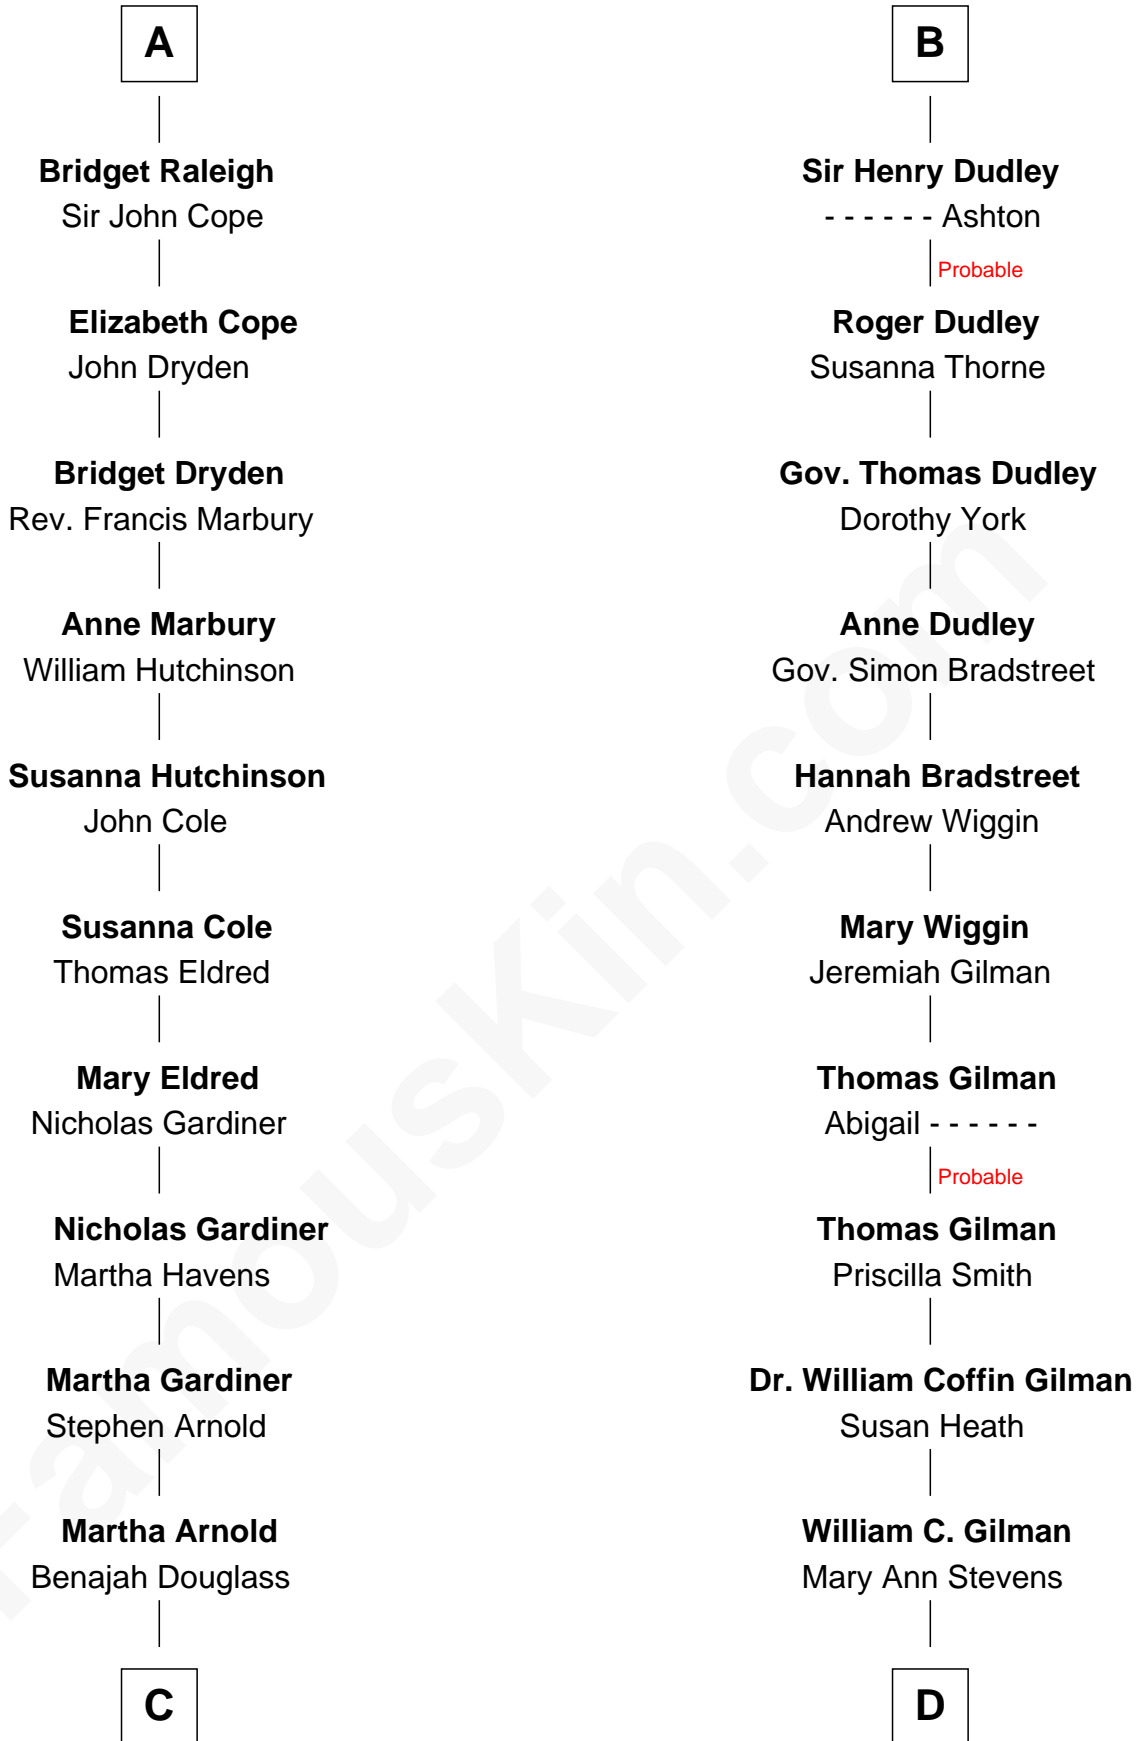 A
Bridget Raleigh
Sir John Cope
Elizabeth Cope
John Dryden
Bridget Dryden
Rev. Francis Marbury
Anne Marbury
William Hutchinson
Susanna Hutchinson
John Cole
Susanna Cole
Thomas Eldred
Mary Eldred
Nicholas Gardiner
Nicholas Gardiner
Martha Havens
Martha Gardiner
Stephen Arnold
Martha Arnold
Benajah Douglass
C
B
Sir Henry Dudley
- - - - - - Ashton
Probable
Roger Dudley
Susanna Thorne
Gov. Thomas Dudley
Dorothy York
Anne Dudley
Gov. Simon Bradstreet
Hannah Bradstreet
Andrew Wiggin
Mary Wiggin
Jeremiah Gilman
Thomas Gilman
Abigail - - - - - -
Probable
Thomas Gilman
Priscilla Smith
Dr. William Coffin Gilman
Susan Heath
William C. Gilman
Mary Ann Stevens
D
FamousKin.com